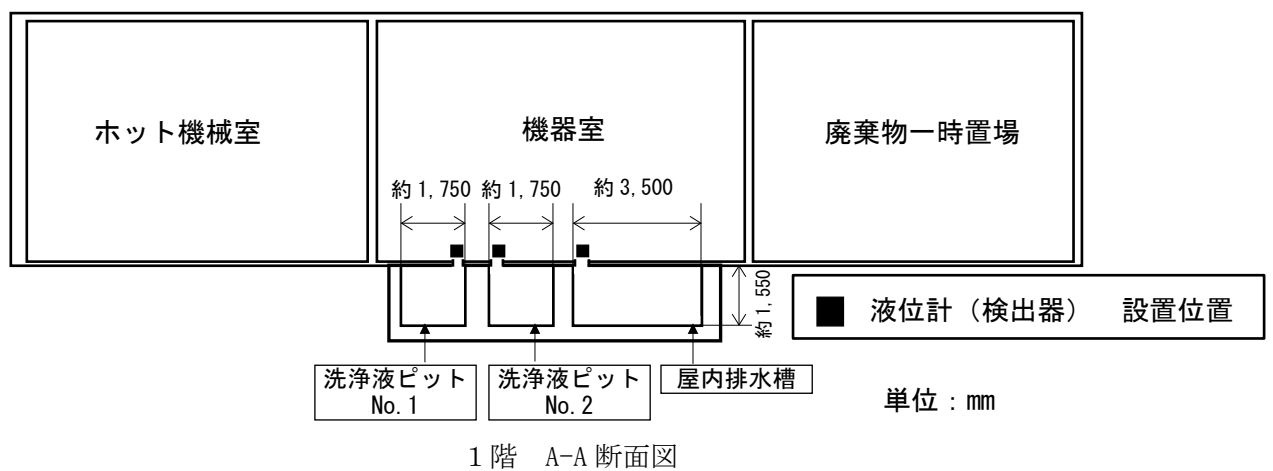 ホット機械室
機器室
廃棄物一時置場
約1,750
約1,750
約3,500
約1,550
■ 液位計（検出器） 設置位置
洗浄液ピット
No.1
洗浄液ピット
No.2
屋内排水槽
単位：mm
１階 A-A断面図